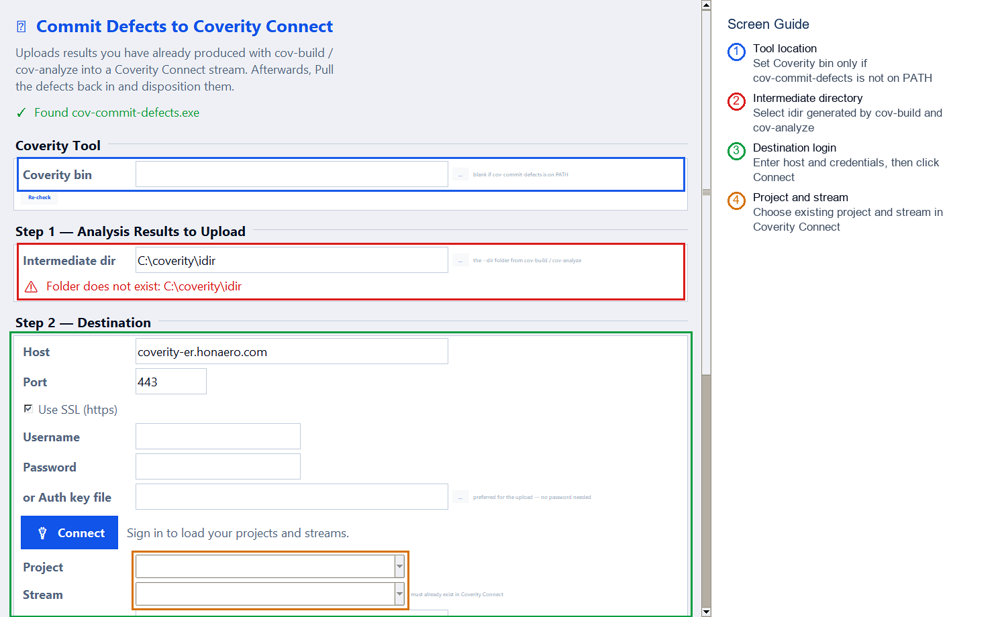 Commit Defects to Coverity Connect
Uploads results you have already produced with cov-build /
cov-analyze into a Coverity Connect stream. Afterwards, Pull
the defects back in and disposition them.
✓ Found cov-commit-defects.exe
Coverity Tool
Coverity bin
... blank if cov-commit-defects is on PATH
Re-check
Step 1 — Analysis Results to Upload
Intermediate dir C:\coverity\idir ... the --dir folder from cov-build / cov-analyze
⚠ Folder does not exist: C:\coverity\idir
Step 2 — Destination
Host coverity-er.honaero.com
Port 443
Use SSL (https)
Username
Password
or Auth key file ... preferred for the upload — no password needed
Connect Sign in to load your projects and streams.
Project
Stream must already exist in Coverity Connect
Screen Guide
1 Tool location
Set Coverity bin only if
cov-commit-defects is not on PATH
2 Intermediate directory
Select idir generated by cov-build and
cov-analyze
3 Destination login
Enter host and credentials, then click
Connect
4 Project and stream
Choose existing project and stream in
Coverity Connect